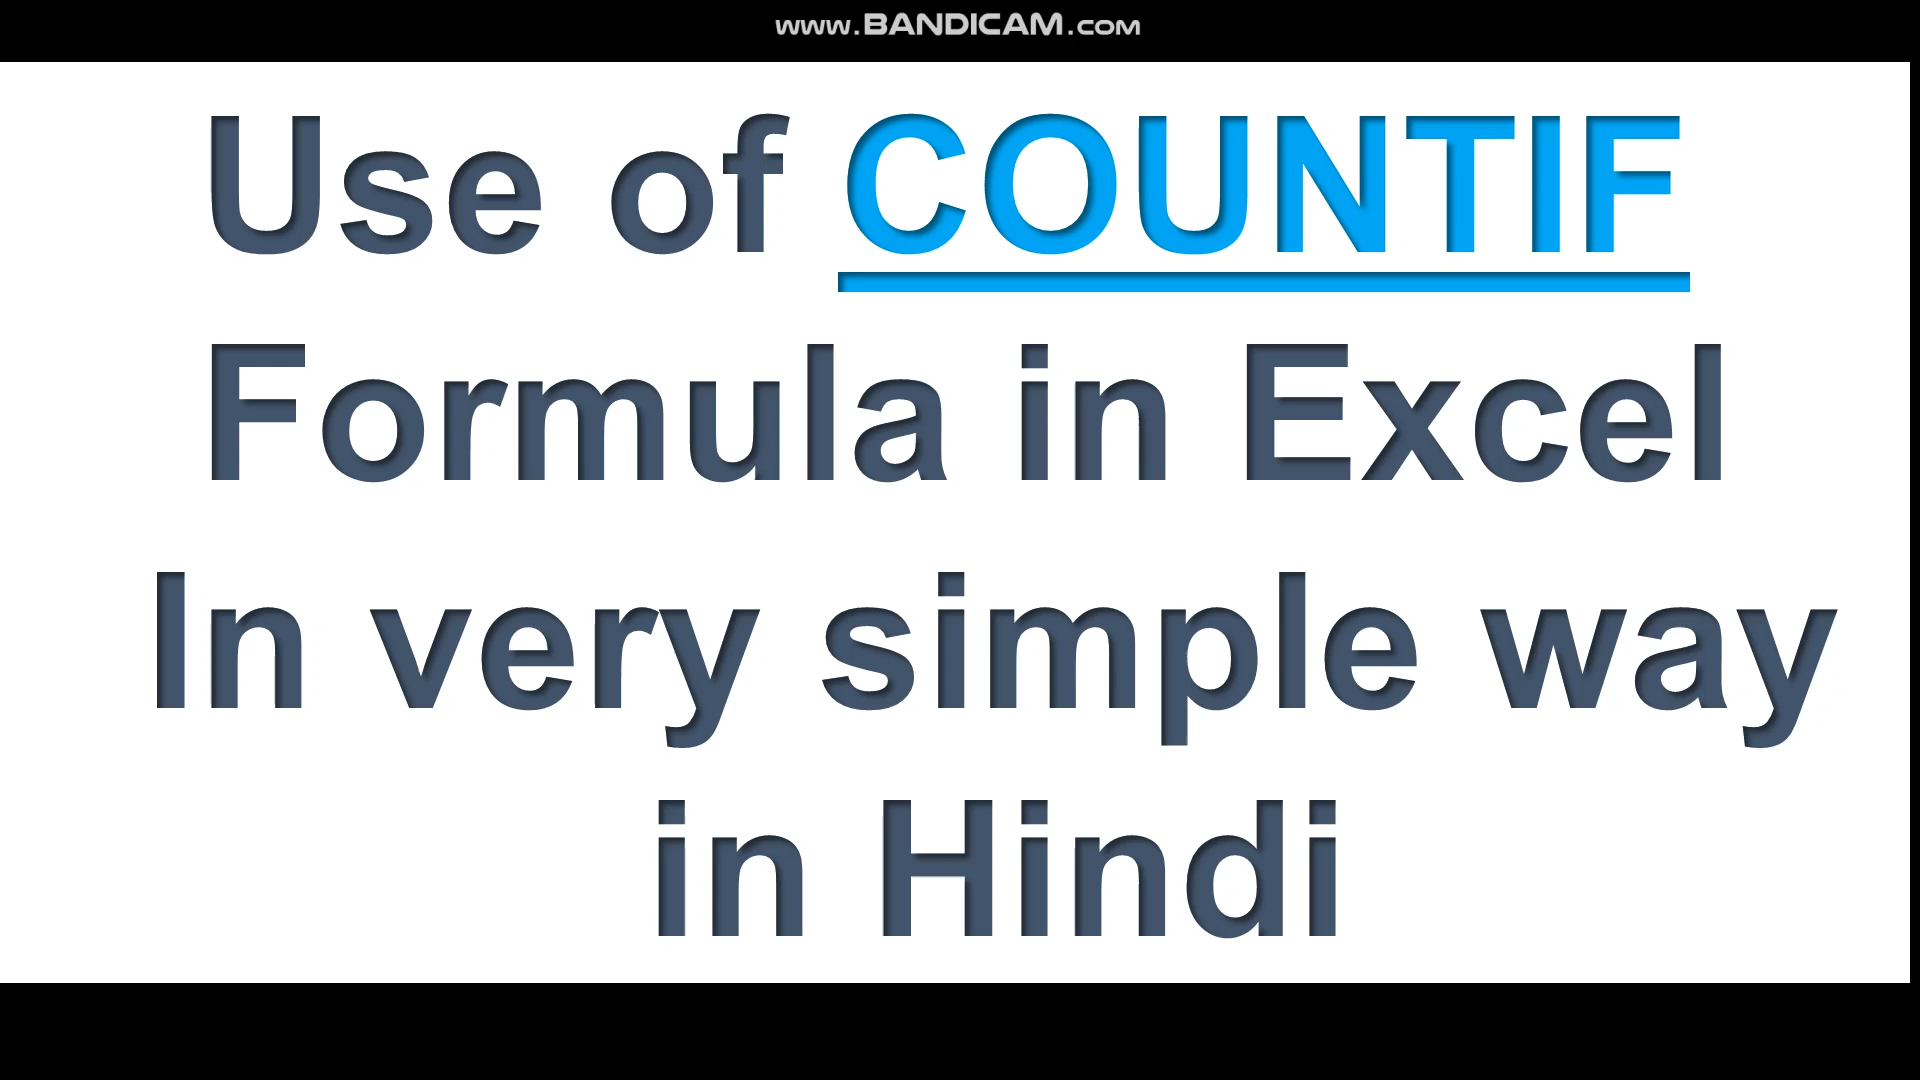 www.BANDICAM.com
Use of COUNTIF
Formula in Excel
In very simple way
in Hindi